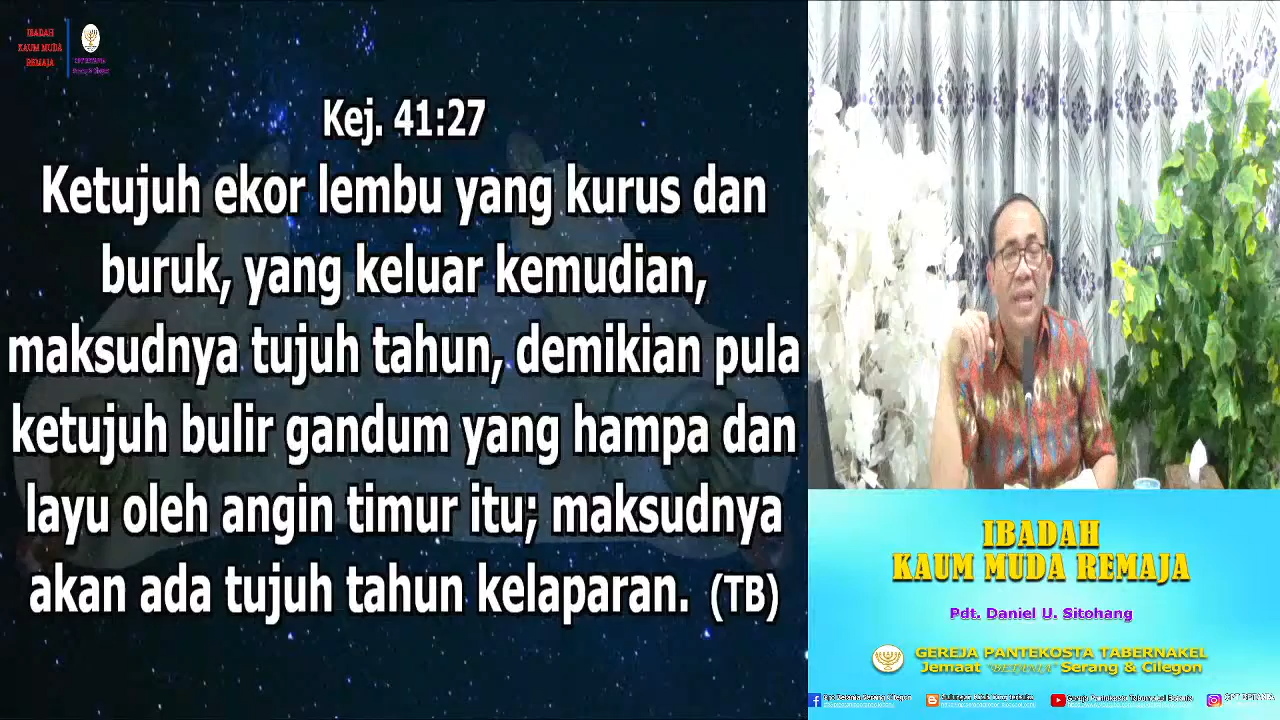 IBADAH
KAUM MUDA
REMAJA
Kej. 41:27
Ketujuh ekor lembu yang kurus dan
buruk, yang keluar kemudian,
maksudnya tujuh tahun, demikian pula
ketujuh bulir gandum yang hampa dan
layu oleh angin timur itu; maksudnya
akan ada tujuh tahun kelaparan. (TB)
IBADAH
KAUM MUDA REMAJA
Pdt. Daniel U. Sitohang
GEREJA PANTEKOSTA TABERNAKEL
Jemaat "BETANIA" Serang & Cilegon